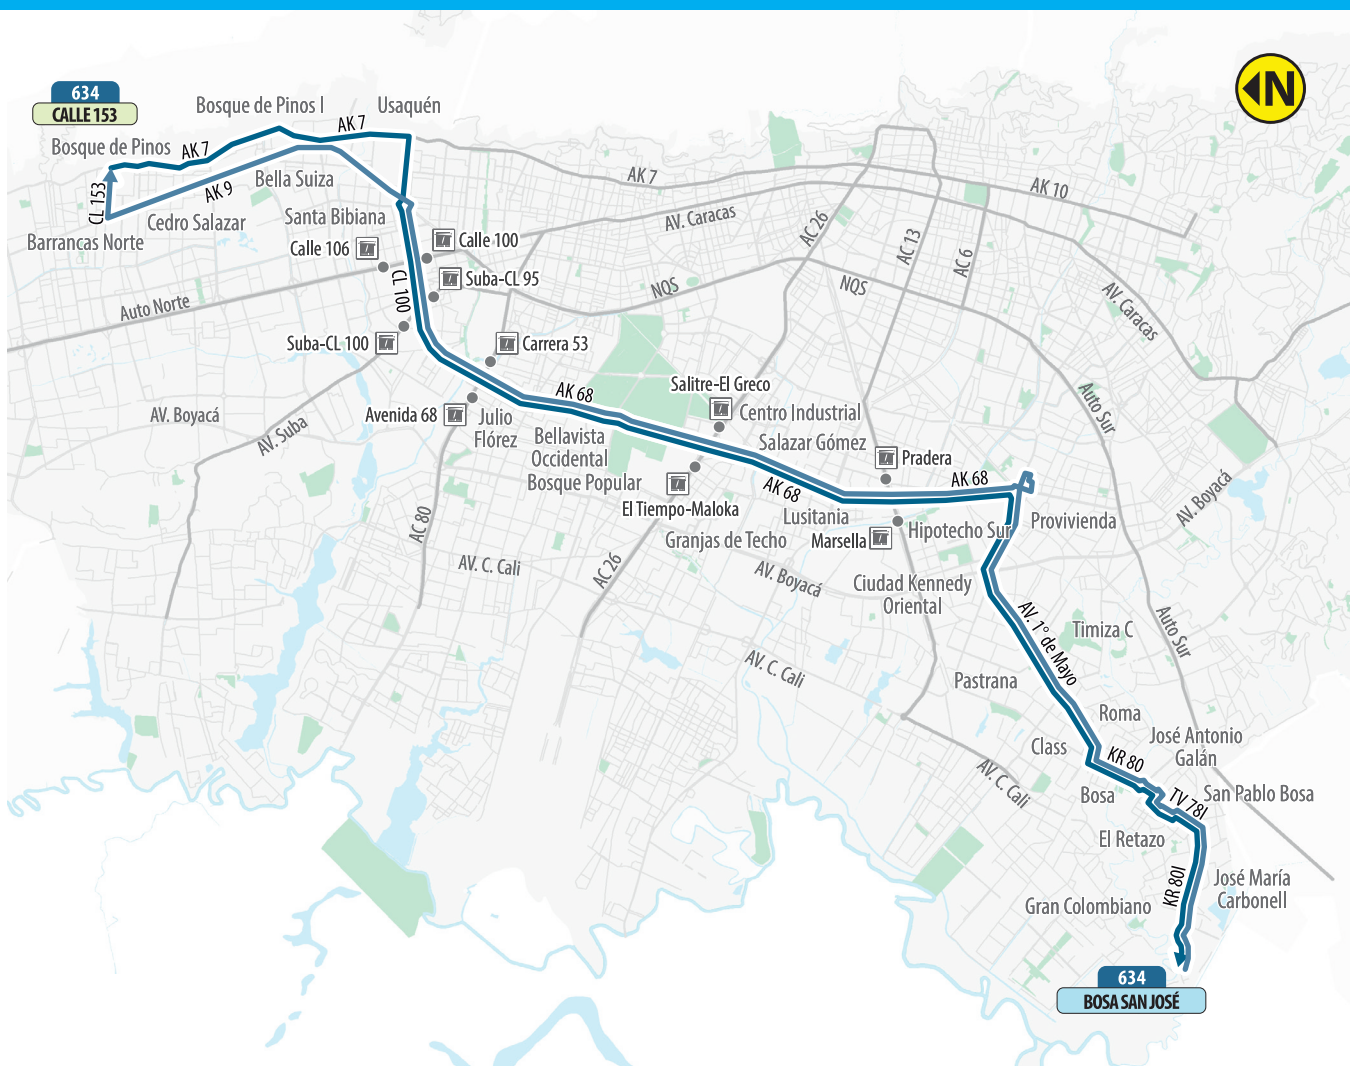 N
634
CALLE 153
Bosque de Pinos I
Usaquén
AK 7
Bosque de Pinos
AK 7
AK 7
AK 10
Bella Suiza
AK 9
CL 153
Cedro Salazar
Santa Bibiana
AV. Caracas
AC 26
AC 13
AC 6
Barrancas Norte
Calle 106
Calle 100
CL 100
Suba-CL 95
NQS
NQS
Auto Norte
AV. Caracas
Suba-CL 100
Carrera 53
AK 68
Salitre-El Greco
Auto Sur
AV. Boyacá
AV. Suba
Avenida 68
Julio
Flórez
Centro Industrial
Bellavista
Occidental
Salazar Gómez
Bosque Popular
Pradera
AK 68
AK 68
El Tiempo-Maloka
Lusitania
AV. Boyacá
AC 80
Granjas de Techo
Marsella
Hipotecho Sur
Provivienda
AV. C. Cali
AC 26
AV. Boyacá
Ciudad Kennedy
Oriental
AV. 1° de Mayo
Timiza C
Auto Sur
AV. C. Cali
Pastrana
Roma
Class
José Antonio
Galán
KR 80
AV. C. Cali
Bosa
TV 78I
San Pablo Bosa
El Retazo
KR 80I
José María
Carbonell
Gran Colombiano
634
BOSA SAN JOSÉ